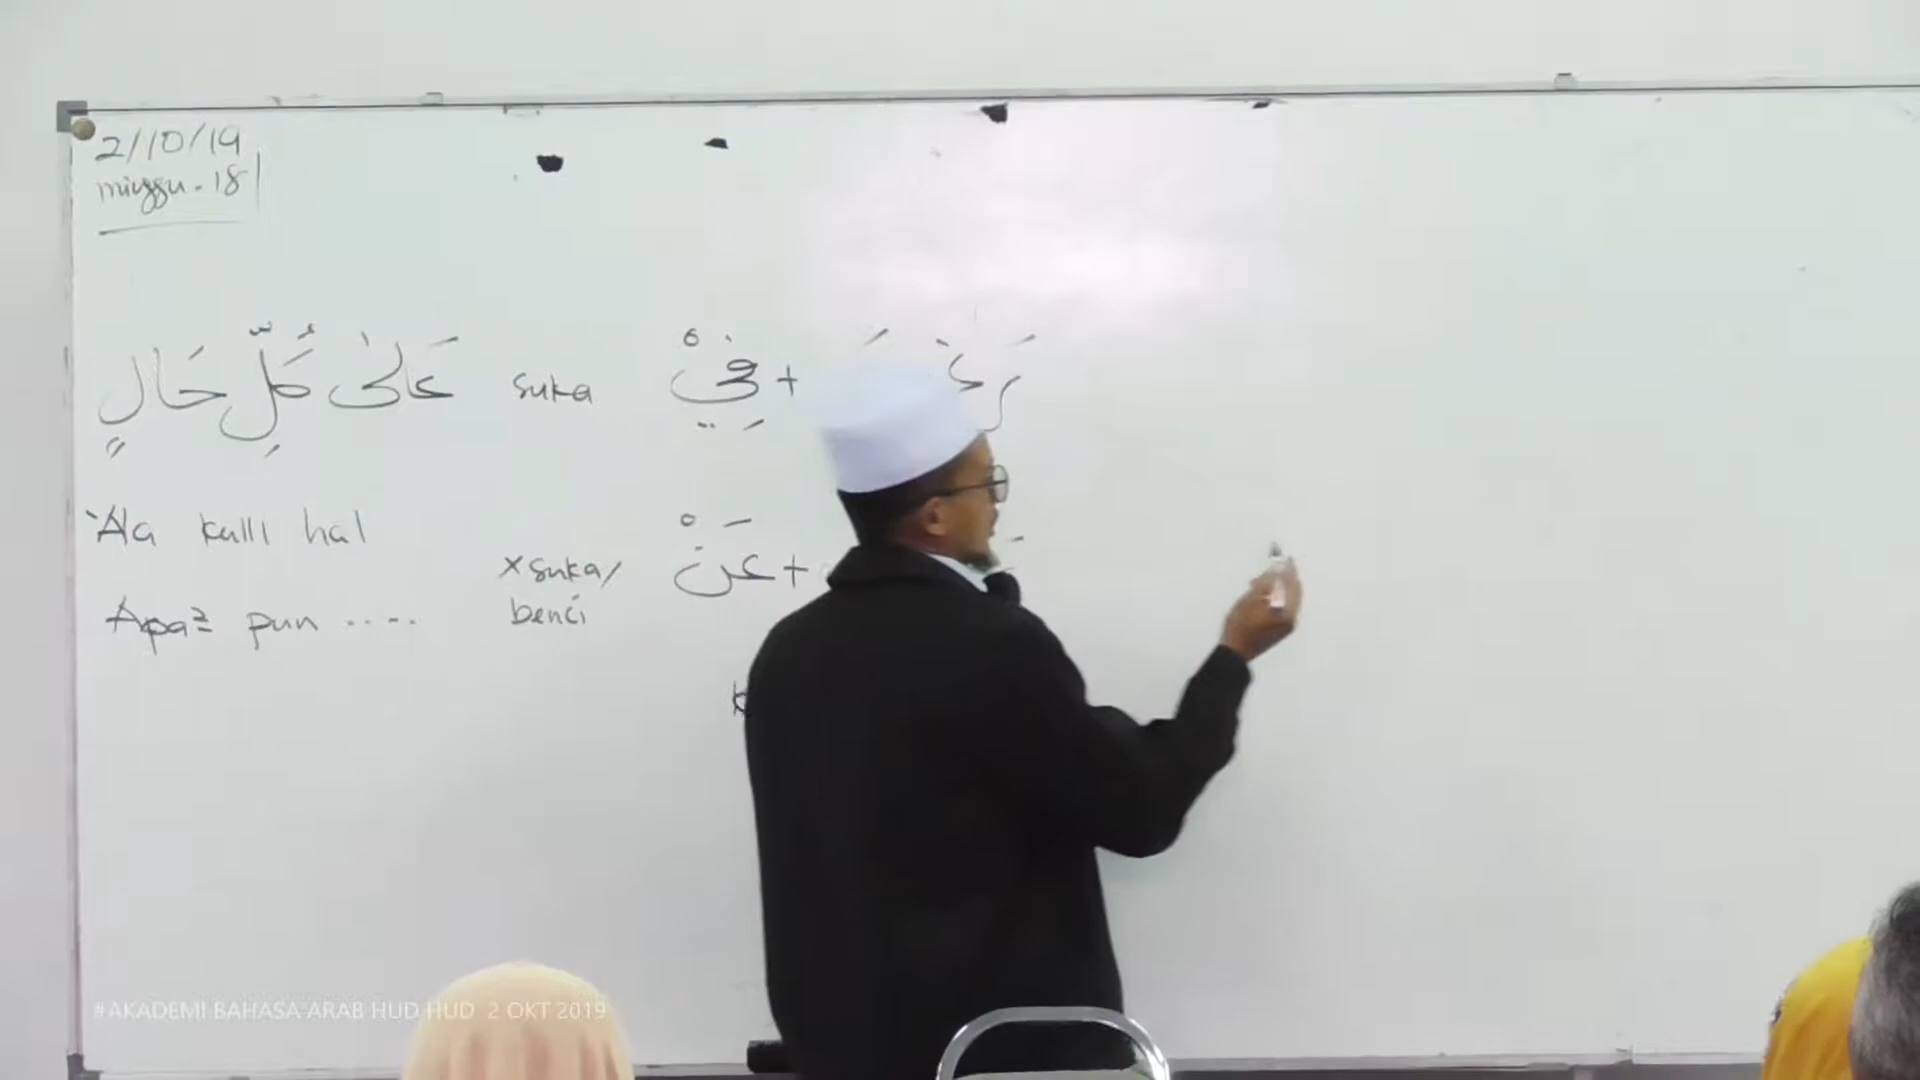 2/10/19
minggu - 18
عَلَىٰ كُلِّ حَالٍ
suka
فِيْ +
'Ala kulli hal
x suka/
benci
عَنْ +
Apa2 pun ....
#AKADEMI BAHASA ARAB HUD HUD 2 OKT 2019